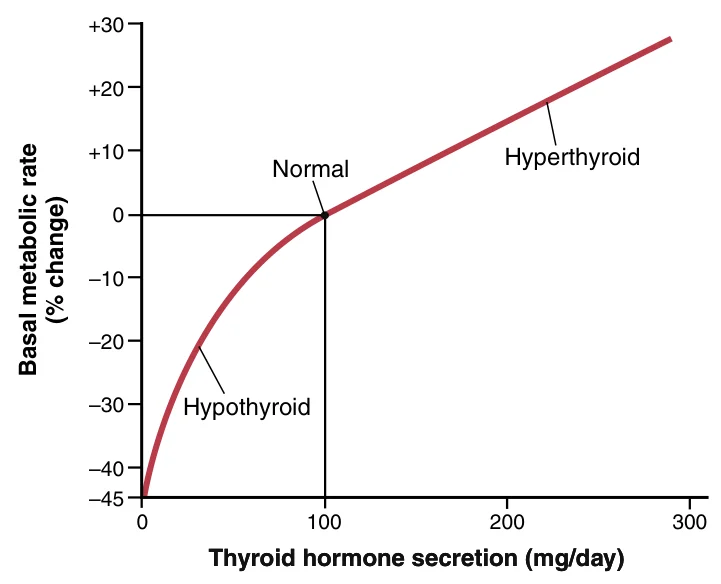 Basal metabolic rate
(% change)
+30
+20
+10
0
–10
–20
–30
–40
–45
Normal
Hyperthyroid
Hypothyroid
0
100
200
300
Thyroid hormone secretion (mg/day)